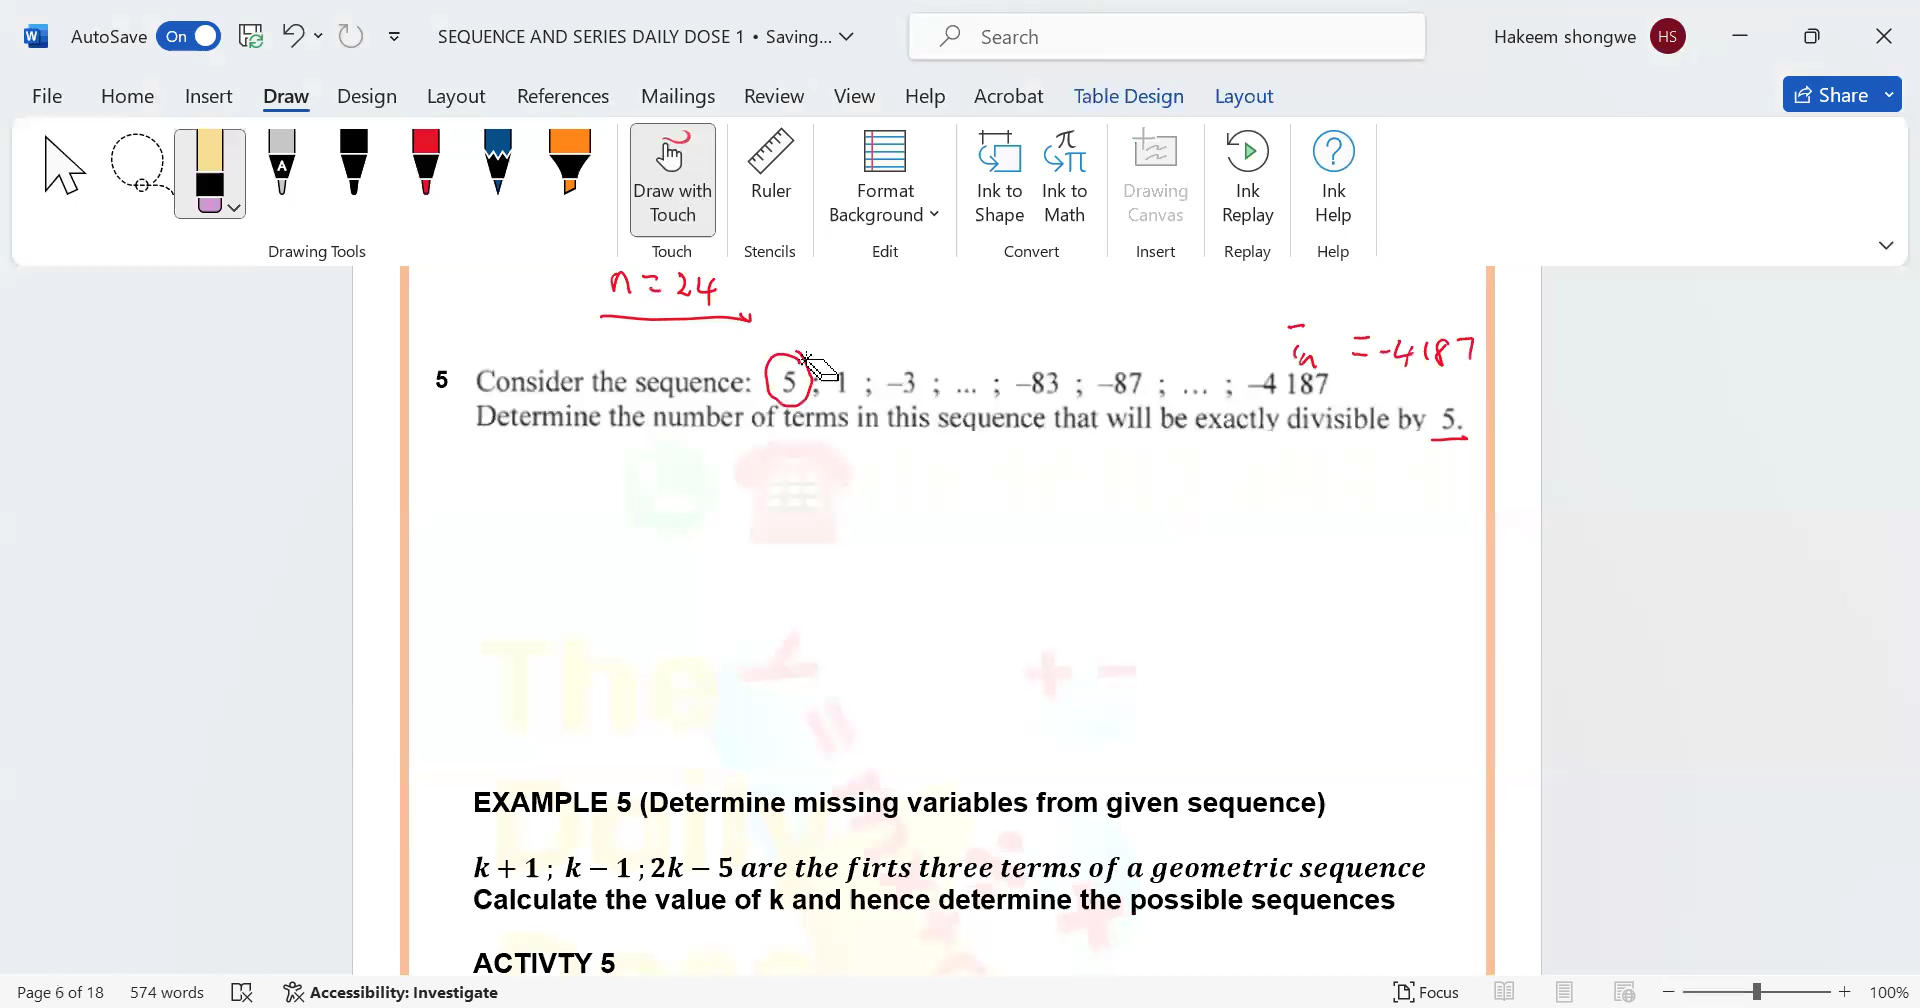 AutoSave On SEQUENCE AND SERIES DAILY DOSE 1 • Saving... Search Hakeem shongwe HS
File Home Insert Draw Design Layout References Mailings Review View Help Acrobat Table Design Layout Share
Draw with Touch
Ruler
Format Background
Ink to Shape
Ink to Math
Drawing Canvas
Ink Replay
Ink Help
Drawing Tools Touch Stencils Edit Convert Insert Replay Help
n = 24
= -4187
5 Consider the sequence: 5 ; 1 ; –3 ; ... ; –83 ; –87 ; ... ; –4 187
Determine the number of terms in this sequence that will be exactly divisible by 5.
The
Daily
Dose
EXAMPLE 5 (Determine missing variables from given sequence)
k + 1 ; k − 1 ; 2k − 5 are the firts three terms of a geometric sequence
Calculate the value of k and hence determine the possible sequences
ACTIVTY 5
Page 6 of 18 574 words Accessibility: Investigate Focus 100%